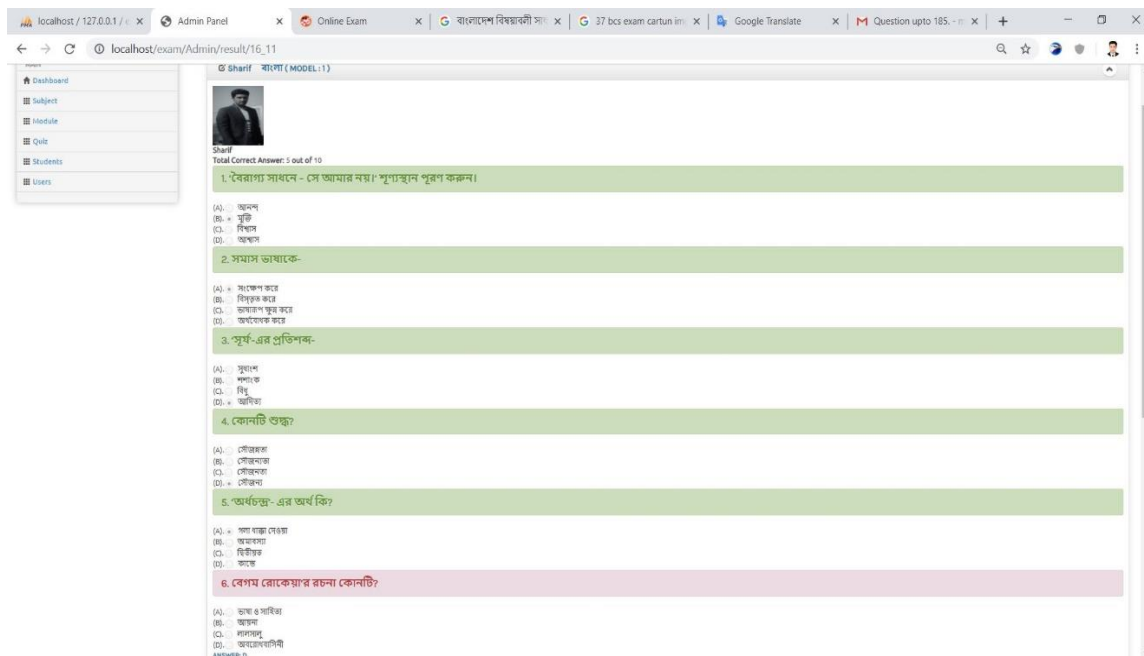 localhost / 127.0.0.1 / e
Admin Panel
Online Exam
বাংলাদেশ বিষয়াবলী সাধ
37 bcs exam cartun im
Google Translate
Question upto 185. - n
localhost/exam/Admin/result/16_11
Dashboard
Subject
Module
Quiz
Students
Users
Sharif বাংলা ( MODEL : 1 )
Sharif
Total Correct Answer: 5 out of 10
1. 'বৈরাগ্য সাধনে - সে আমার নয়।' শূণ্যস্থান পূরণ করুন।
(A). আনন্দ
(B). মুক্তি
(C). বিশ্বাস
(D). আশ্বাস
2. সমাস ভাষাকে-
(A). সংক্ষেপ করে
(B). বিস্তৃত করে
(C). ভাষারূপ ক্ষুন্ন করে
(D). অর্থবোধক করে
3. 'সূর্য'-এর প্রতিশব্দ-
(A). সুধাংশু
(B). শশাংক
(C). বিধু
(D). আদিত্য
4. কোনটি শুদ্ধ?
(A).
(B). সৌজন্যতা
(C). সৌজনতা
(D). সৌজন্য
5. 'অর্ধচন্দ্র'- এর অর্থ কি?
(A). গলা ধাক্কা দেওয়া
(B). অমাবস্যা
(C). দ্বিতীয়ত
(D). কাস্তে
6. বেগম রোকেয়া'র রচনা কোনটি?
(A). ভাষা ও সাহিত্য
(B). আয়না
(C). লালসালু
(D). অবরোধবাসিনী
ANSWER: D